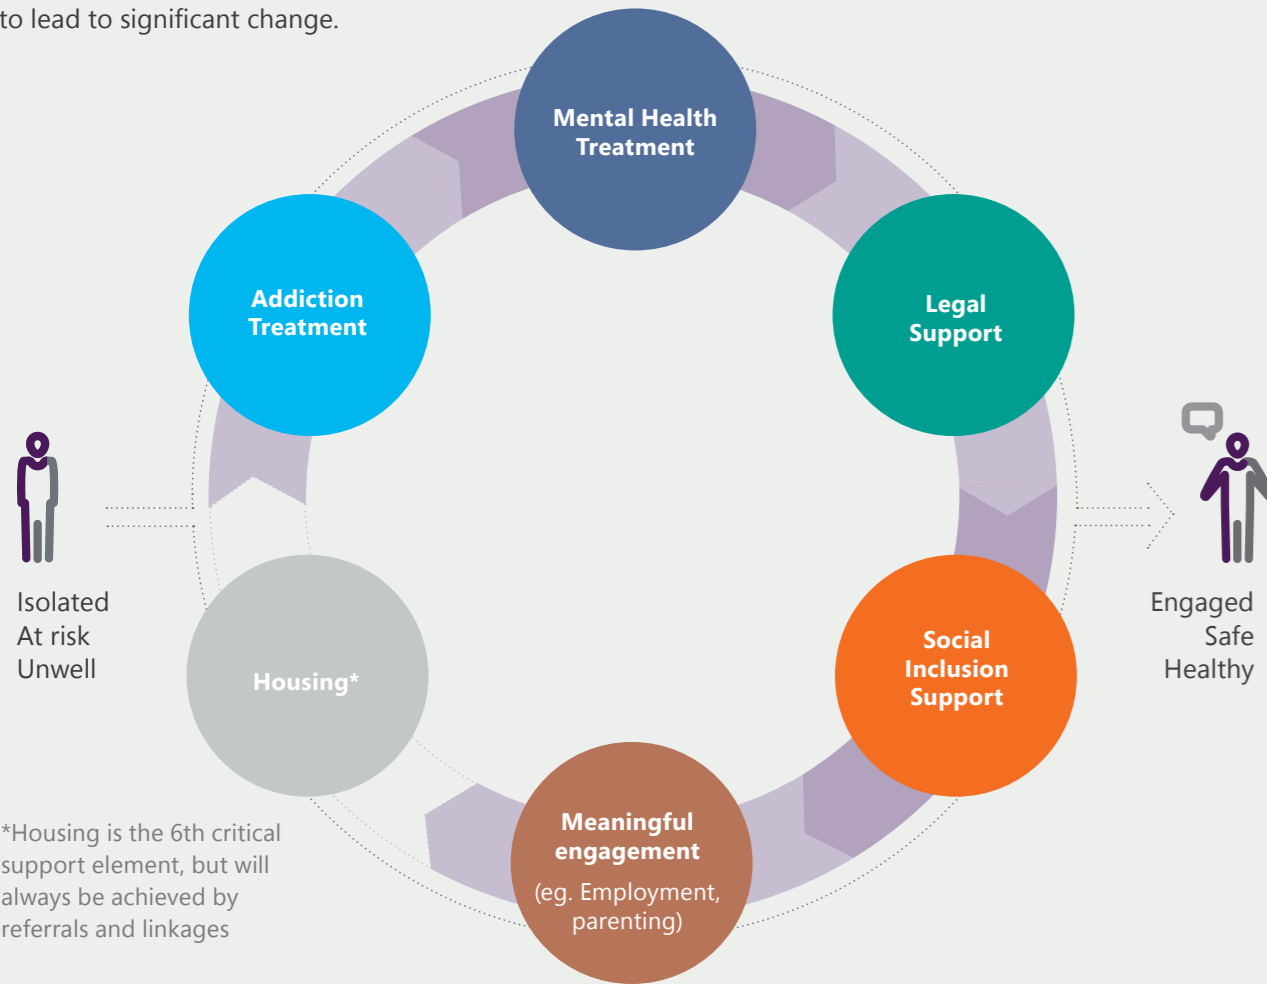 to lead to significant change.
Mental Health
Treatment
Addiction
Treatment
Legal
Support
Isolated
At risk
Unwell
Engaged
Safe
Healthy
Housing*
Social
Inclusion
Support
Meaningful
engagement
(eg. Employment,
parenting)
*Housing is the 6th critical
support element, but will
always be achieved by
referrals and linkages